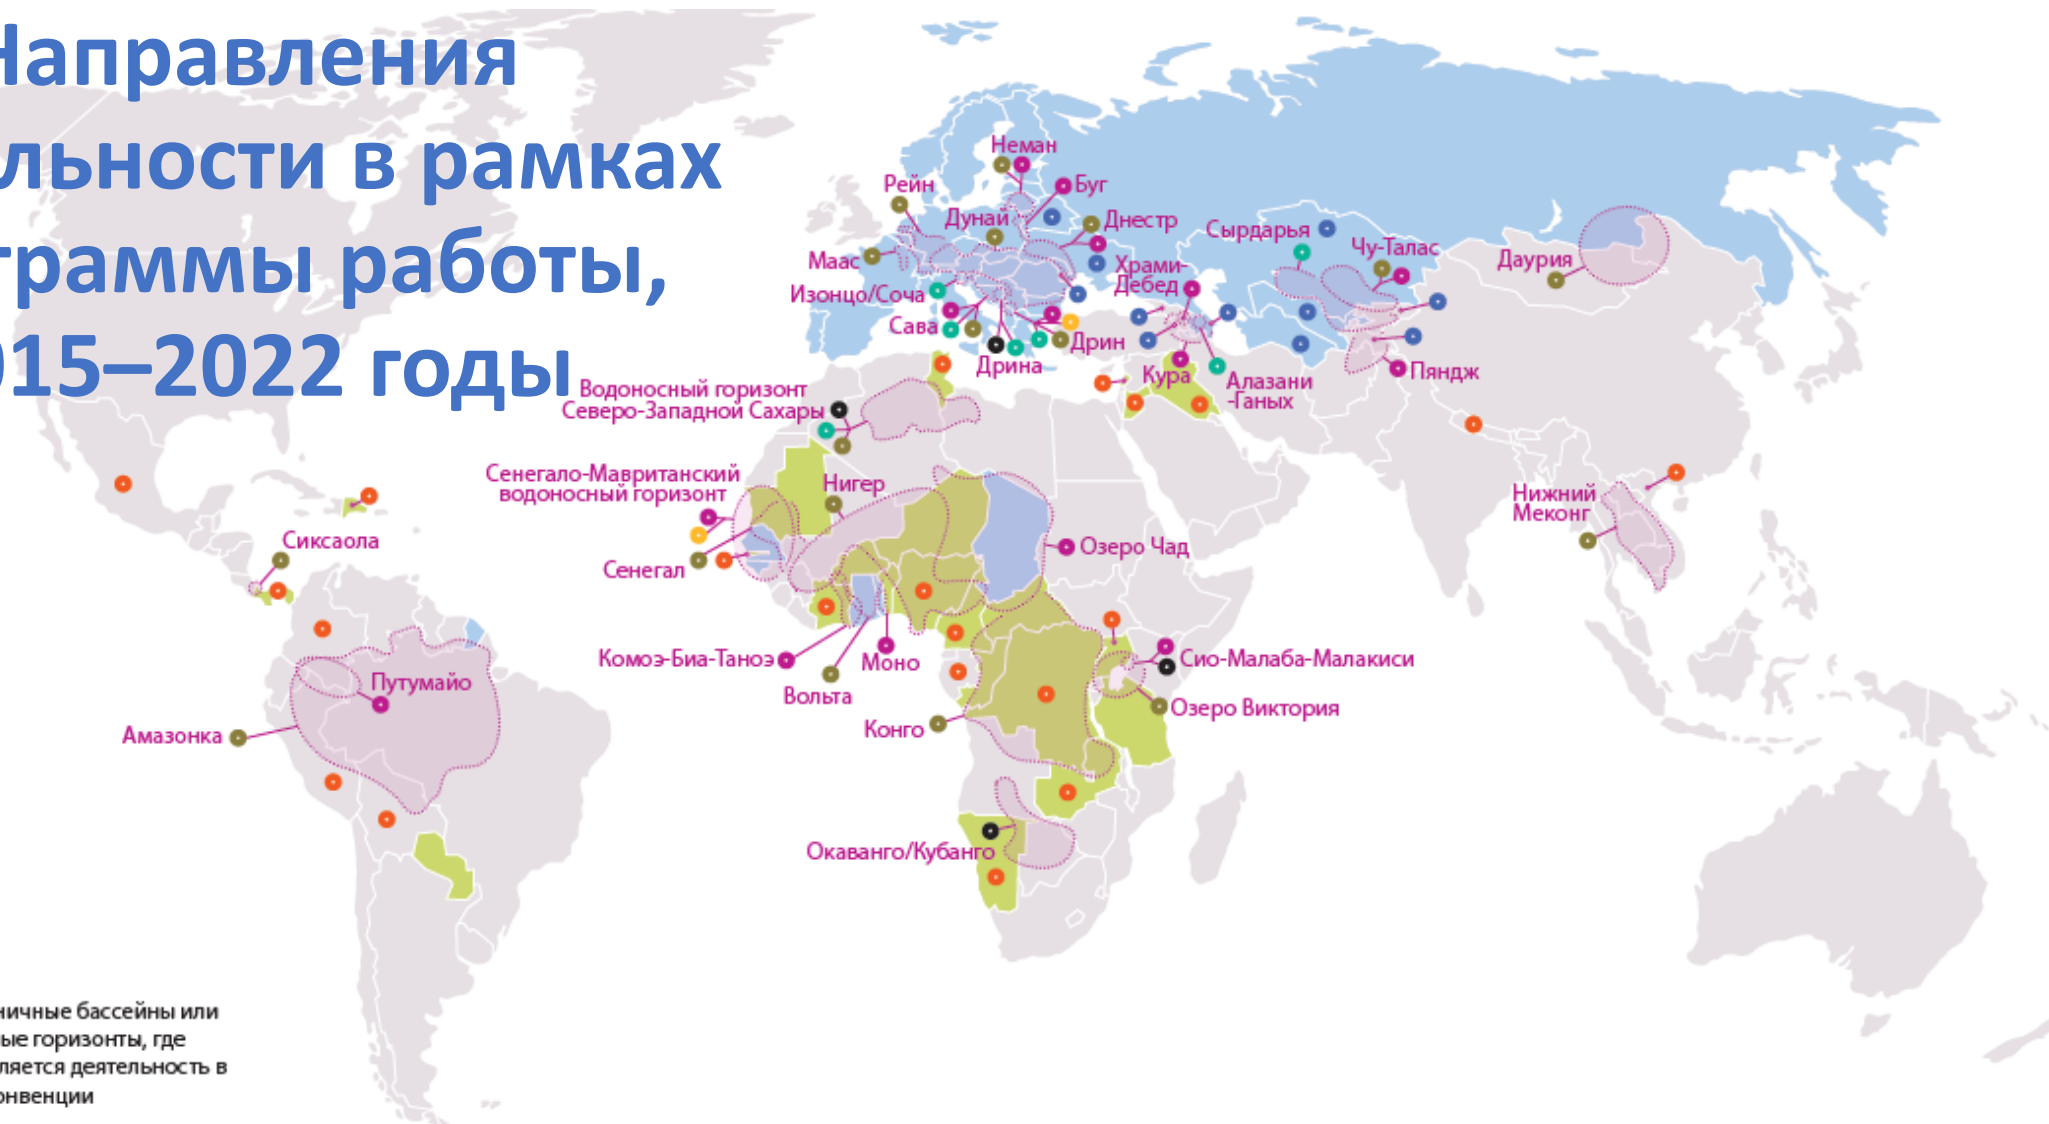 Направления
льности в рамках
граммы работы,
015–2022 годы
Неман
Рейн
Буг
Дунай
Днестр
Маас
Изонцо/Соча
Сава
Дрина
Дрин
Храми-
Дебед
Сырдарья
Чу-Талас
Даурия
Кура
Алазани
-Ганых
Пяндж
Водоносный горизонт
Северо-Западной Сахары
Сенегало-Мавританский
водоносный горизонт
Нигер
Нижний
Меконг
Сиксаола
Сенегал
Озеро Чад
Комоэ-Биа-Таноэ
Моно
Вольта
Сио-Малаба-Малакиси
Путумайо
Амазонка
Конго
Озеро Виктория
Окаванго/Кубанго
ничные бассейны или
ые горизонты, где
ляется деятельность в
онвенции